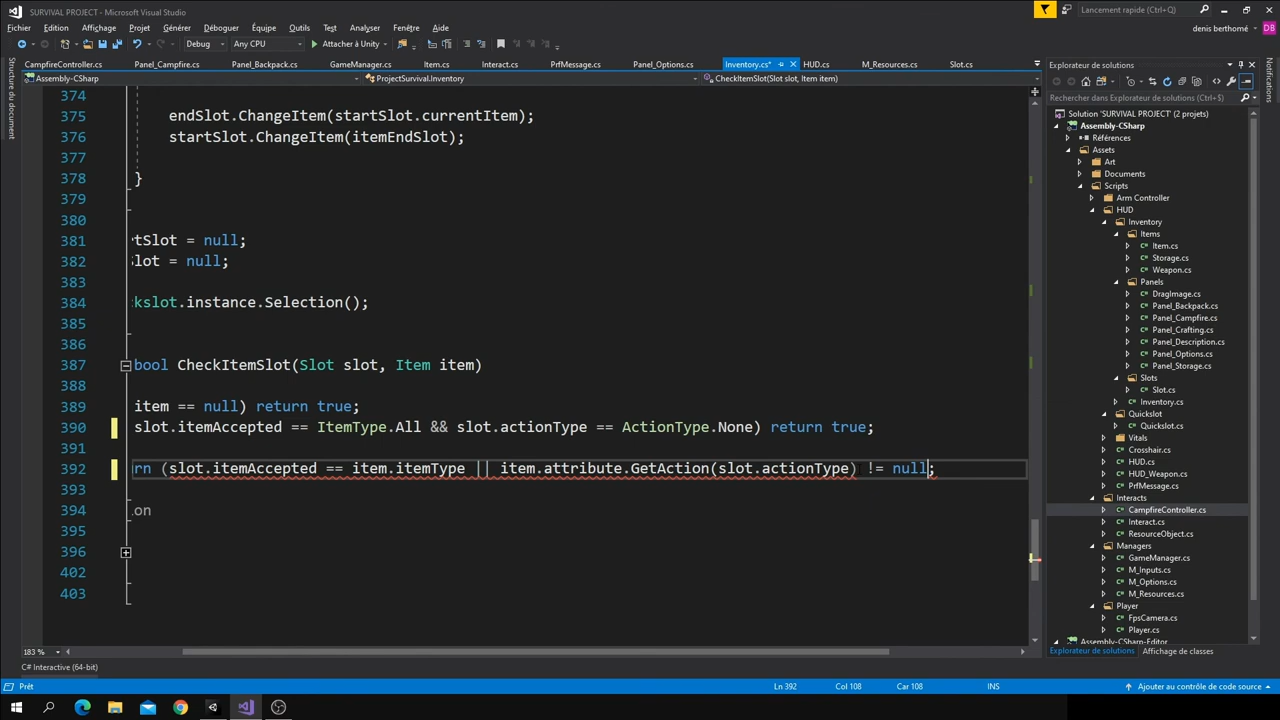 SURVIVAL PROJECT - Microsoft Visual Studio
Lancement rapide (Ctrl+Q)
Fichier Edition Affichage Projet Générer Déboguer Équipe Outils Test Analyser Fenêtre Aide
denis berthomé DB
Debug Any CPU Attacher à Unity
CampfireController.cs Panel_Campfire.cs Panel_Backpack.cs GameManager.cs Item.cs Interact.cs PrfMessage.cs Panel_Options.cs Inventory.cs* HUD.cs M_Resources.cs Slot.cs
Assembly-CSharp ProjectSurvival.Inventory CheckItemSlot(Slot slot, Item item)
Structure du document
374
375 endSlot.ChangeItem(startSlot.currentItem);
376 startSlot.ChangeItem(itemEndSlot);
377
378 }
379
380
381 rtSlot = null;
382 Slot = null;
383
384 ckslot.instance.Selection();
385
386
387 bool CheckItemSlot(Slot slot, Item item)
388
389 item == null) return true;
390 slot.itemAccepted == ItemType.All && slot.actionType == ActionType.None) return true;
392 rn (slot.itemAccepted == item.itemType || item.attribute.GetAction(slot.actionType) != null;
393
394 on
395
396
402
403
183 %
C# Interactive (64-bit)
Prêt Ln 392 Col 108 Car 108 INS Ajouter au contrôle de code source
Explorateur de solutions
Rechercher dans Explorateur de solutions (Ctrl+$)
Solution 'SURVIVAL PROJECT' (2 projets)
Assembly-CSharp
Références
Assets
Art
Documents
Scripts
Arm Controller
HUD
Inventory
Items
Item.cs
Storage.cs
Weapon.cs
Panels
DragImage.cs
Panel_Backpack.cs
Panel_Campfire.cs
Panel_Crafting.cs
Panel_Description.cs
Panel_Options.cs
Panel_Storage.cs
Slots
Slot.cs
Inventory.cs
Quickslot
Quickslot.cs
Vitals
Crosshair.cs
HUD.cs
HUD_Weapon.cs
PrfMessage.cs
Interacts
CampfireController.cs
Interact.cs
ResourceObject.cs
Managers
GameManager.cs
M_Inputs.cs
M_Options.cs
M_Resources.cs
Player
FpsCamera.cs
Player.cs
Assembly-CSharp-Editor
Explorateur de solutions Affichage de classes
Notifications